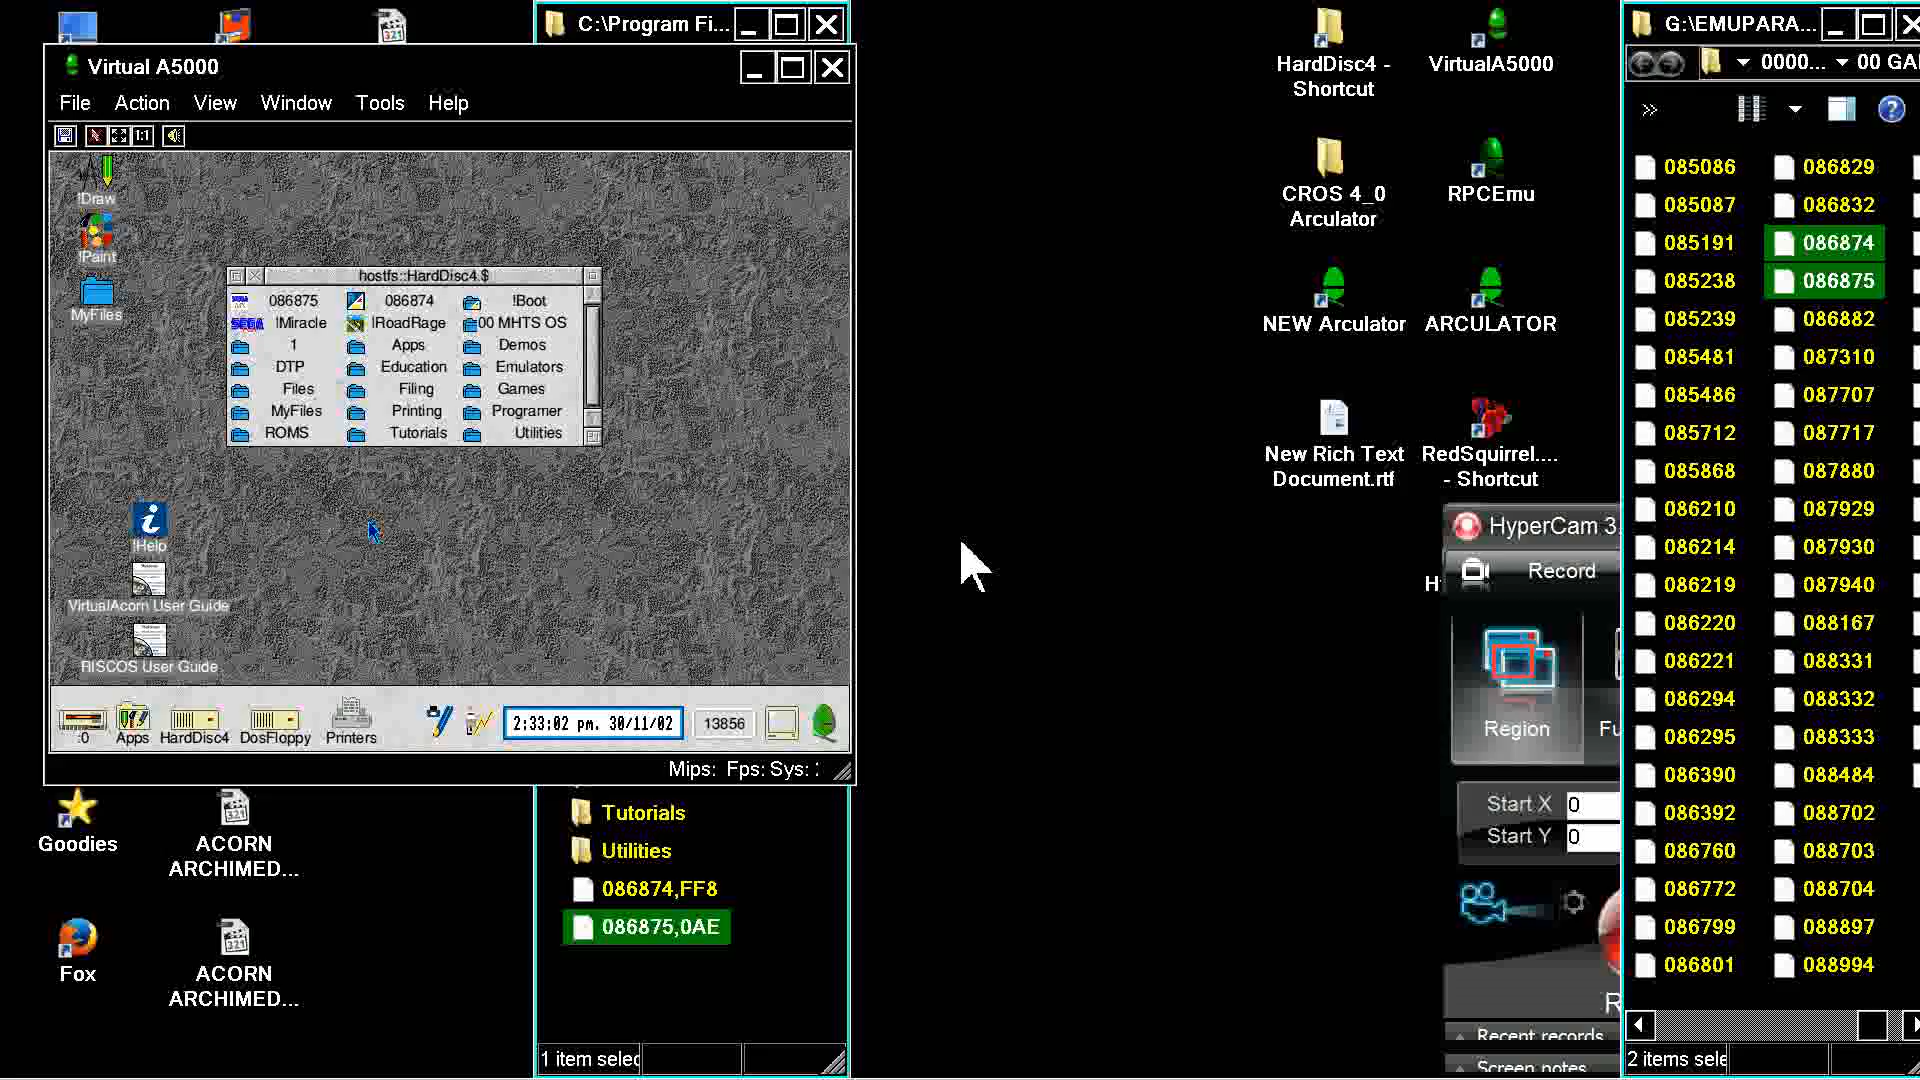 C:\Program Fi...
Virtual A5000
File Action View Window Tools Help
1:1
!Draw
!Paint
MyFiles
hostfs::HardDisc4.$
086875 086874 !Boot
SEGA !Miracle !RoadRage 00 MHTS OS
1 Apps Demos
DTP Education Emulators
Files Filing Games
MyFiles Printing Programer
ROMS Tutorials Utilities
!Help
VirtualAcorn User Guide
RISCOS User Guide
:0 Apps HardDisc4 DosFloppy Printers
2:33:02 pm. 30/11/02
13856
Mips: Fps: Sys:
321
Goodies
ACORN
ARCHIMED...
Fox
ACORN
ARCHIMED...
Tutorials
Utilities
086874,FF8
086875,0AE
1 item selec
HardDisc4 -
Shortcut
VirtualA5000
CROS 4_0
Arculator
RPCEmu
NEW Arculator
ARCULATOR
New Rich Text
Document.rtf
RedSquirrel....
- Shortcut
HyperCam 3.
Record
Region
Fu
Start X 0
Start Y 0
Recent records
Screen notes
G:\EMUPARA...
0000... 00 GA
085086 086829
085087 086832
085191 086874
085238 086875
085239 086882
085481 087310
085486 087707
085712 087717
085868 087880
086210 087929
086214 087930
086219 087940
086220 088167
086221 088331
086294 088332
086295 088333
086390 088484
086392 088702
086760 088703
086772 088704
086799 088897
086801 088994
2 items sele